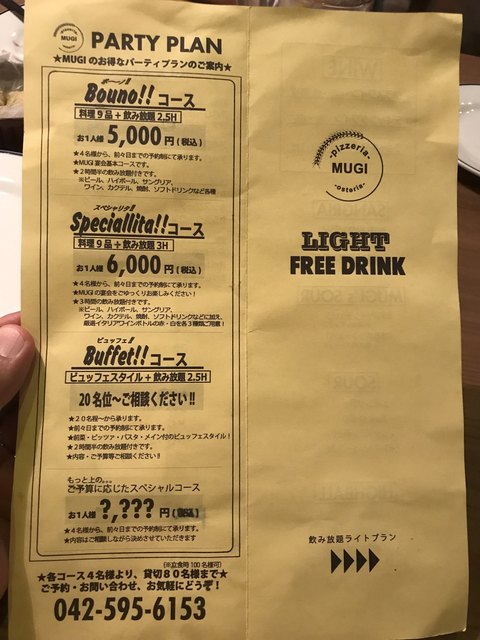 pizzeria
MUGI
osteria
PARTY PLAN
★MUGI のお得なパーティプランのご案内★
ボーノ!!
Bouno!! コース
料理9品+飲み放題2.5H
お1人様 5,000 円(税込)
★4名様から、前々日までの予約制にて承ります。
★MUGI 宴会基本コースです。
★2時間半の飲み放題付きです。
※ビール、ハイボール、サングリア、
ワイン、カクテル、焼酎、ソフトドリンクなど各種
スペシャリタ!!
Speciallita!! コース
料理9品+飲み放題3H
お1人様 6,000 円(税込)
★4名様から、前々日までの予約制にて承ります。
★MUGI の宴会をごゆっくりお楽しみください!
★3時間の飲み放題付きです。
※ビール、ハイボール、サングリア、
ワイン、カクテル、焼酎、ソフトドリンクなどに加え、
厳選イタリアワインボトルの赤・白を各3種類ご用意!
ビュッフェ!!
Buffet!! コース
ビュッフェスタイル+飲み放題2.5H
20名位〜ご相談ください!!
★20名程〜から承ります。
★前々日までの予約制にて承ります。
★前菜・ピッツァ・パスタ・メイン付のビュッフェスタイル!
★2時間半の飲み放題付きです。
★内容・ご予算等ご相談ください!
もっと上の。。。
ご予算に応じたスペシャルコース
お1人様 ?,??? 円(税込)
★4名様から、前々日までの予約制にて承ります。
★内容はご相談しながら決めさせていただきます
(※立食時100名様可)
★各コース4名様より、貸切80名様まで★
ご予約・お問い合わせ、お気軽にどうぞ!
042-595-6153
pizzeria
MUGI
osteria
LIGHT
FREE DRINK
飲み放題ライトプラン